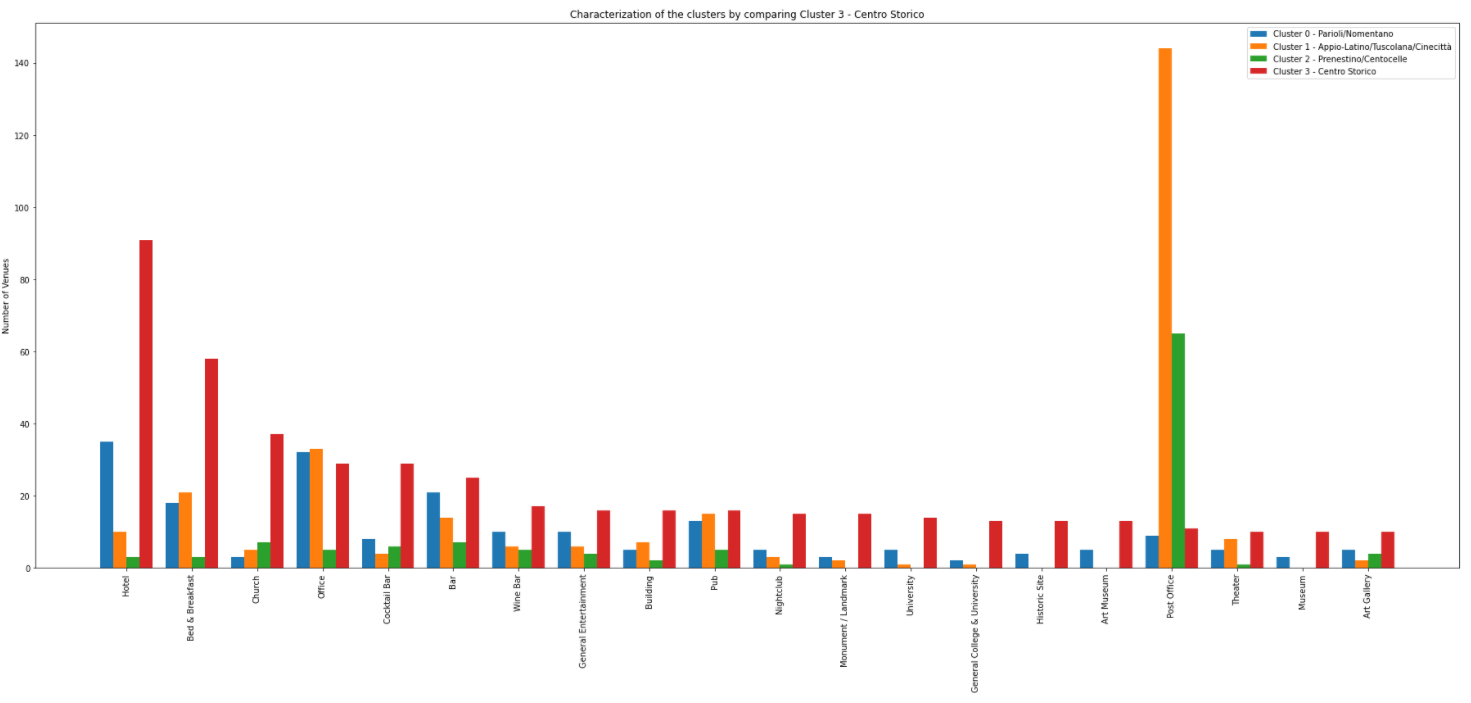 Characterization of the clusters by comparing Cluster 3 - Centro Storico
Cluster 0 - Parioli/Nomentano
Cluster 1 - Appio-Latino/Tuscolana/Cinecittà
Cluster 2 - Prenestino/Centocelle
Cluster 3 - Centro Storico
Number of Venues
140
120
100
80
60
40
20
0
Hotel
Bed & Breakfast
Church
Office
Cocktail Bar
Bar
Wine Bar
General Entertainment
Building
Pub
Nightclub
Monument / Landmark
University
General College & University
Historic Site
Art Museum
Post Office
Theater
Museum
Art Gallery